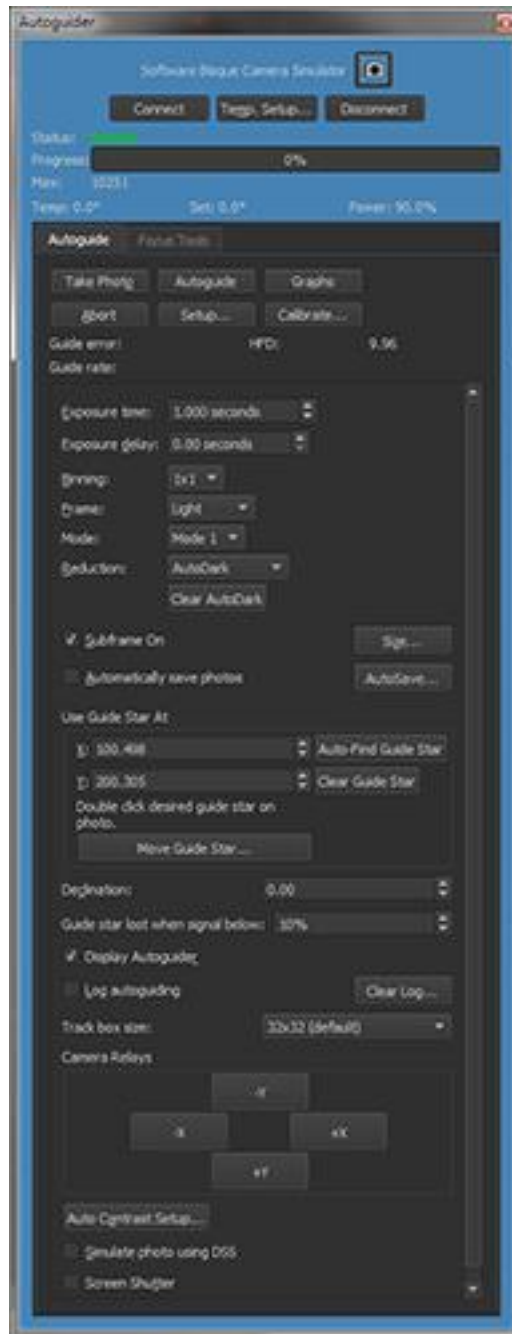 Autoguider
Software Bisque Camera Simulator
Connect Temp. Setup... Disconnect
Status:
Progress: 0%
Max: 10251
Temp: 0.0° Set: 0.0° Power: 90.0%
Autoguide Focus Tools
Take Photo Autoguide Graphs
Abort Setup... Calibrate...
Guide error: HFD: 9.96
Guide rate:
Exposure time: 1.000 seconds
Exposure delay: 0.00 seconds
Binning: 1x1
Frame: Light
Mode: Mode 1
Reduction: AutoDark
Clear AutoDark
Subframe On Size...
Automatically save photos AutoSave...
Use Guide Star At
X: 100.498 Auto-Find Guide Star
Y: 200.305 Clear Guide Star
Double click desired guide star on
photo.
Move Guide Star...
Declination: 0.00
Guide star lost when signal below: 10%
Display Autoguider
Log autoguiding Clear Log...
Track box size: 32x32 (default)
Camera Relays
-Y
-X +X
+Y
Auto Contrast Setup...
Simulate photo using DSS
Screen Shutter